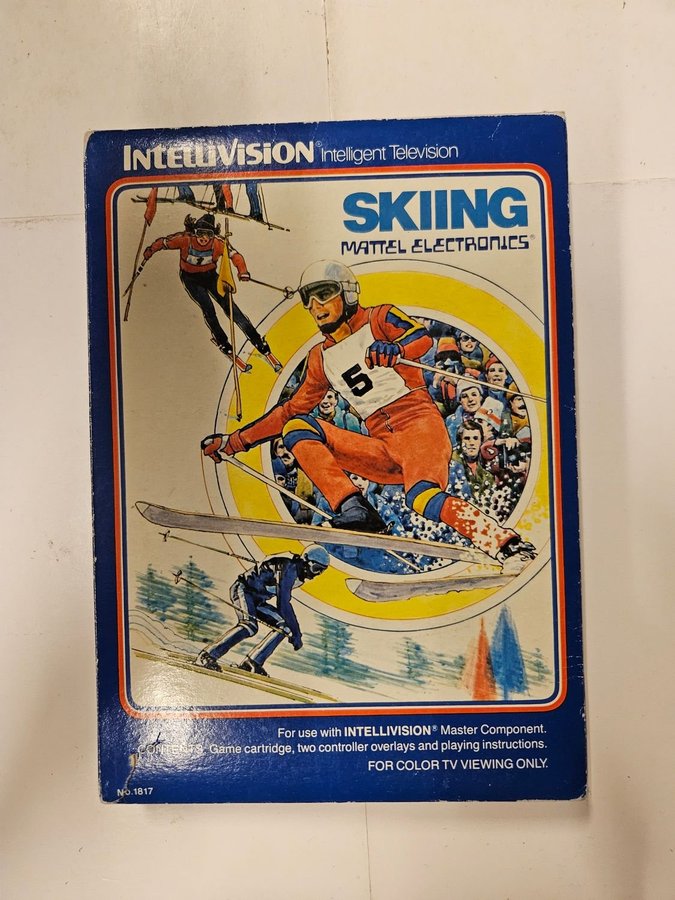 INTELLIVISION® Intelligent Television
SKIING
MATTEL ELECTRONICS®
1
5
For use with INTELLIVISION® Master Component.
CONTENTS: Game cartridge, two controller overlays and playing instructions.
FOR COLOR TV VIEWING ONLY.
No.1817